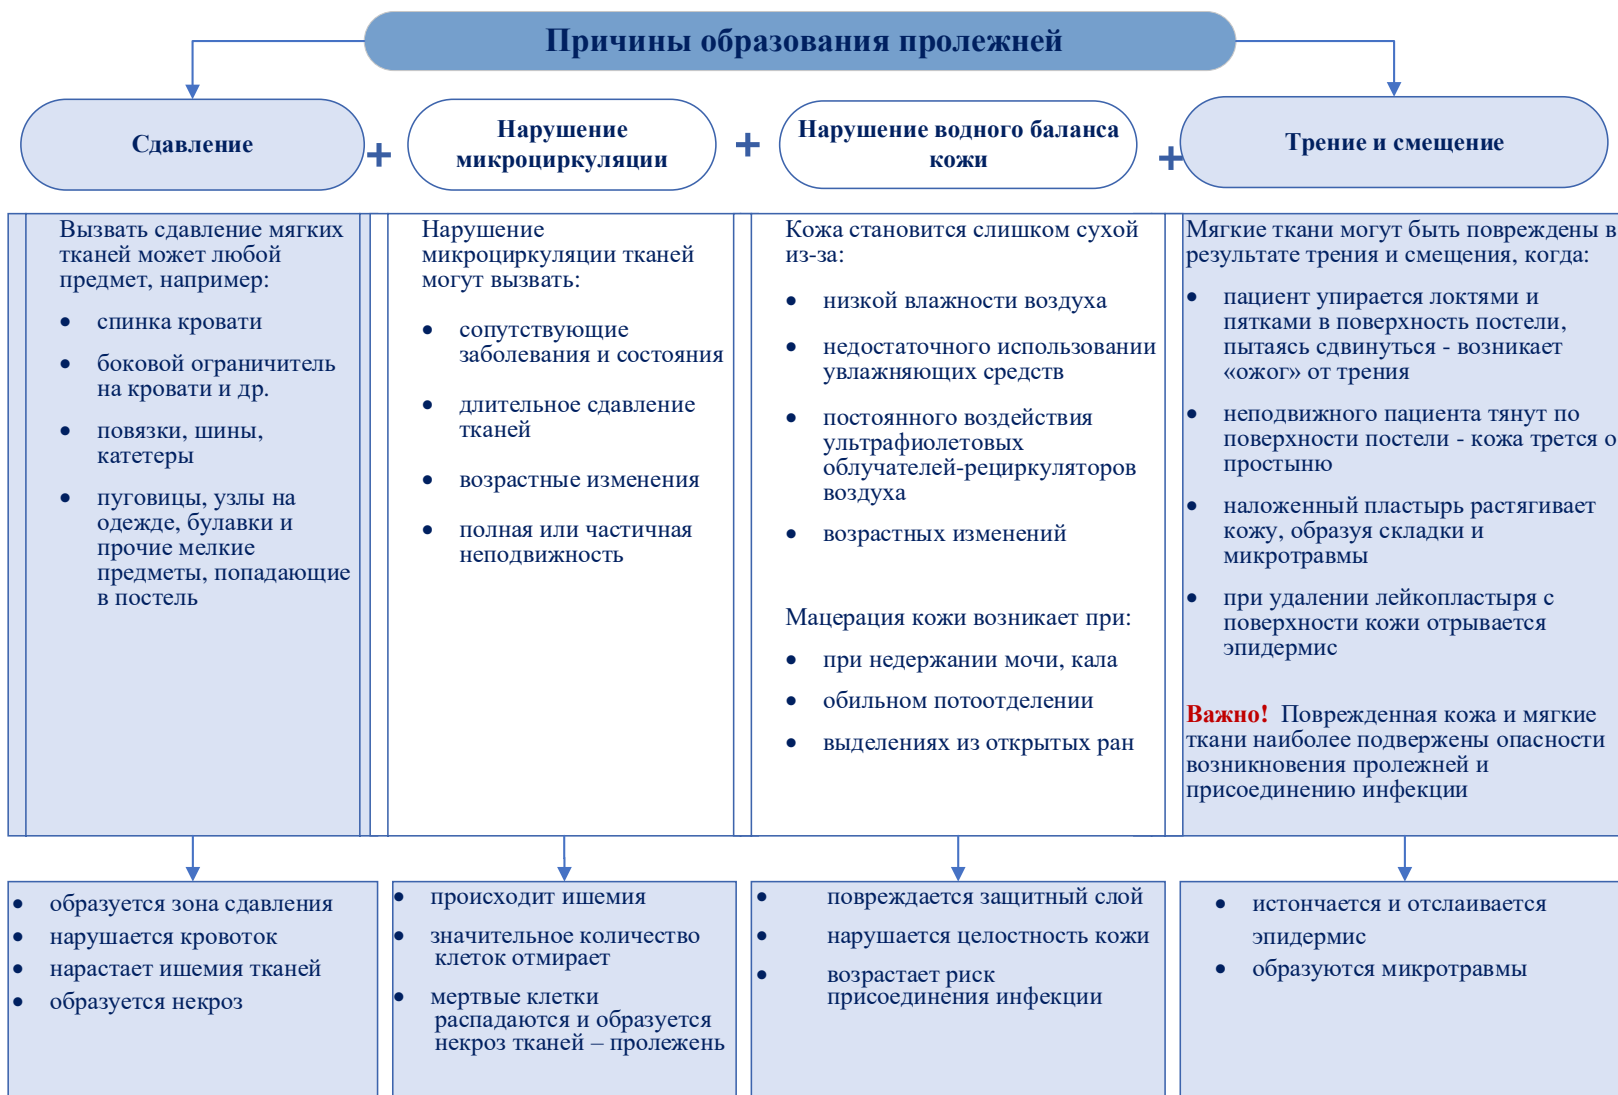 Причины образования пролежней
Сдавление
+
Нарушение
микроциркуляции
+
Нарушение водного баланса
кожи
+
Трение и смещение
Вызвать сдавление мягких
тканей может любой
предмет, например:
• спинка кровати
• боковой ограничитель
на кровати и др.
• повязки, шины,
катетеры
• пуговицы, узлы на
одежде, булавки и
прочие мелкие
предметы, попадающие
в постель
Нарушение
микроциркуляции тканей
могут вызвать:
• сопутствующие
заболевания и состояния
• длительное сдавление
тканей
• возрастные изменения
• полная или частичная
неподвижность
Кожа становится слишком сухой
из-за:
• низкой влажности воздуха
• недостаточного использовании
увлажняющих средств
• постоянного воздействия
ультрафиолетовых
облучателей-рециркуляторов
воздуха
• возрастных изменений
Мацерация кожи возникает при:
• при недержании мочи, кала
• обильном потоотделении
• выделениях из открытых ран
Мягкие ткани могут быть повреждены в
результате трения и смещения, когда:
• пациент упирается локтями и
пятками в поверхность постели,
пытаясь сдвинуться - возникает
«ожог» от трения
• неподвижного пациента тянут по
поверхности постели - кожа трется о
простыню
• наложенный пластырь растягивает
кожу, образуя складки и
микротравмы
• при удалении лейкопластыря с
поверхности кожи отрывается
эпидермис
Важно! Поврежденная кожа и мягкие
ткани наиболее подвержены опасности
возникновения пролежней и
присоединению инфекции
• образуется зона сдавления
• нарушается кровоток
• нарастает ишемия тканей
• образуется некроз
• происходит ишемия
• значительное количество
клеток отмирает
• мертвые клетки
распадаются и образуется
некроз тканей – пролежень
• повреждается защитный слой
• нарушается целостность кожи
• возрастает риск
присоединения инфекции
• истончается и отслаивается
эпидермис
• образуются микротравмы